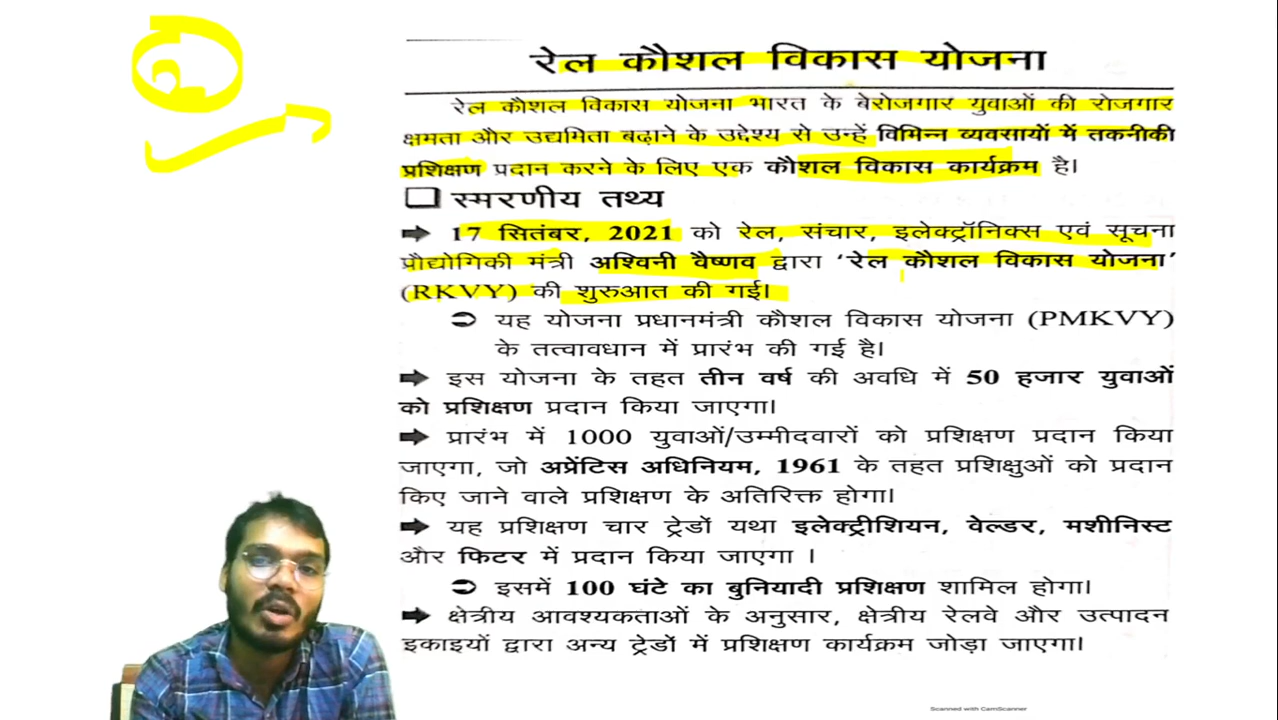 रेल कौशल विकास योजना
रेल कौशल विकास योजना भारत के बेरोजगार युवाओं की रोजगार
क्षमता और उद्यमिता बढ़ाने के उद्देश्य से उन्हें विभिन्न व्यवसायों में तकनीकी
प्रशिक्षण प्रदान करने के लिए एक कौशल विकास कार्यक्रम है।
❑ स्मरणीय तथ्य
➡ 17 सितंबर, 2021 को रेल, संचार, इलेक्ट्रॉनिक्स एवं सूचना
प्रौद्योगिकी मंत्री अश्विनी वैष्णव द्वारा ‘रेल कौशल विकास योजना’
(RKVY) की शुरुआत की गई।
➲ यह योजना प्रधानमंत्री कौशल विकास योजना (PMKVY)
के तत्वावधान में प्रारंभ की गई है।
➡ इस योजना के तहत तीन वर्ष की अवधि में 50 हजार युवाओं
को प्रशिक्षण प्रदान किया जाएगा।
➡ प्रारंभ में 1000 युवाओं/उम्मीदवारों को प्रशिक्षण प्रदान किया
जाएगा, जो अप्रेंटिस अधिनियम, 1961 के तहत प्रशिक्षुओं को प्रदान
किए जाने वाले प्रशिक्षण के अतिरिक्त होगा।
➡ यह प्रशिक्षण चार ट्रेडों यथा इलेक्ट्रीशियन, वेल्डर, मशीनिस्ट
और फिटर में प्रदान किया जाएगा ।
➲ इसमें 100 घंटे का बुनियादी प्रशिक्षण शामिल होगा।
➡ क्षेत्रीय आवश्यकताओं के अनुसार, क्षेत्रीय रेलवे और उत्पादन
इकाइयों द्वारा अन्य ट्रेडों में प्रशिक्षण कार्यक्रम जोड़ा जाएगा।
Scanned with CamScanner